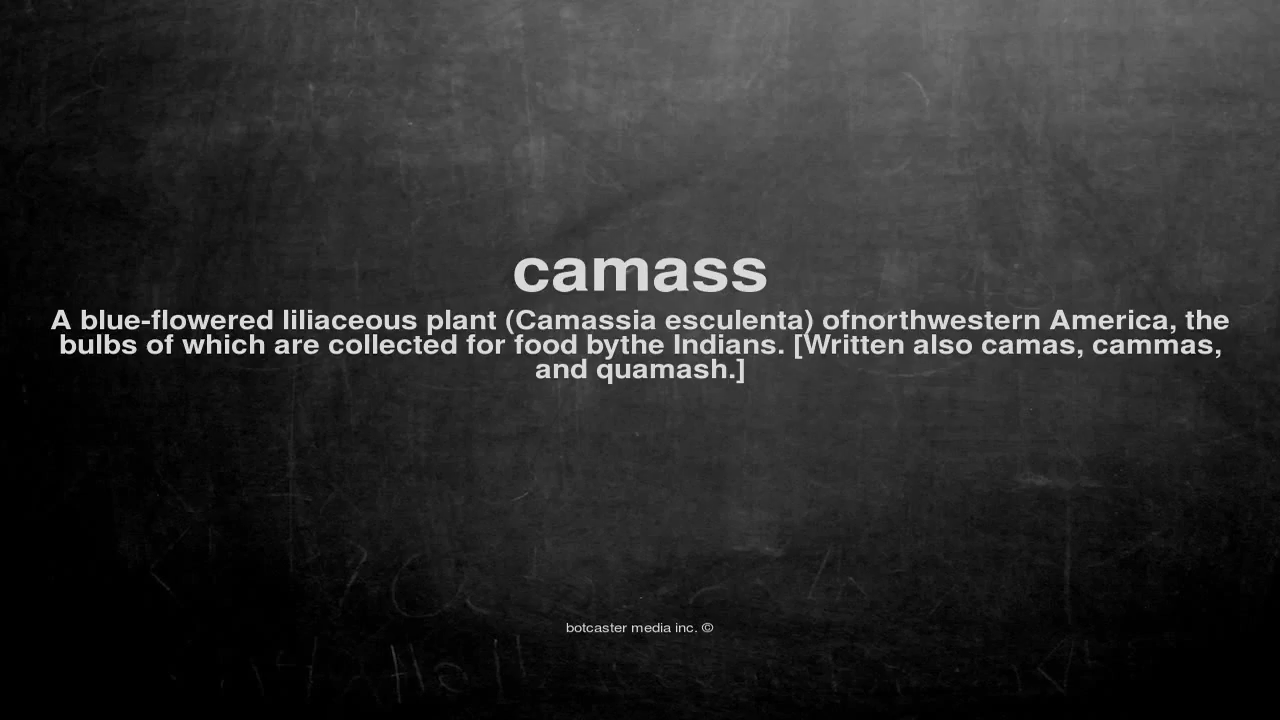 camass
A blue-flowered liliaceous plant (Camassia esculenta) ofnorthwestern America, the
bulbs of which are collected for food bythe Indians. [Written also camas, cammas,
and quamash.]
botcaster media inc. ©